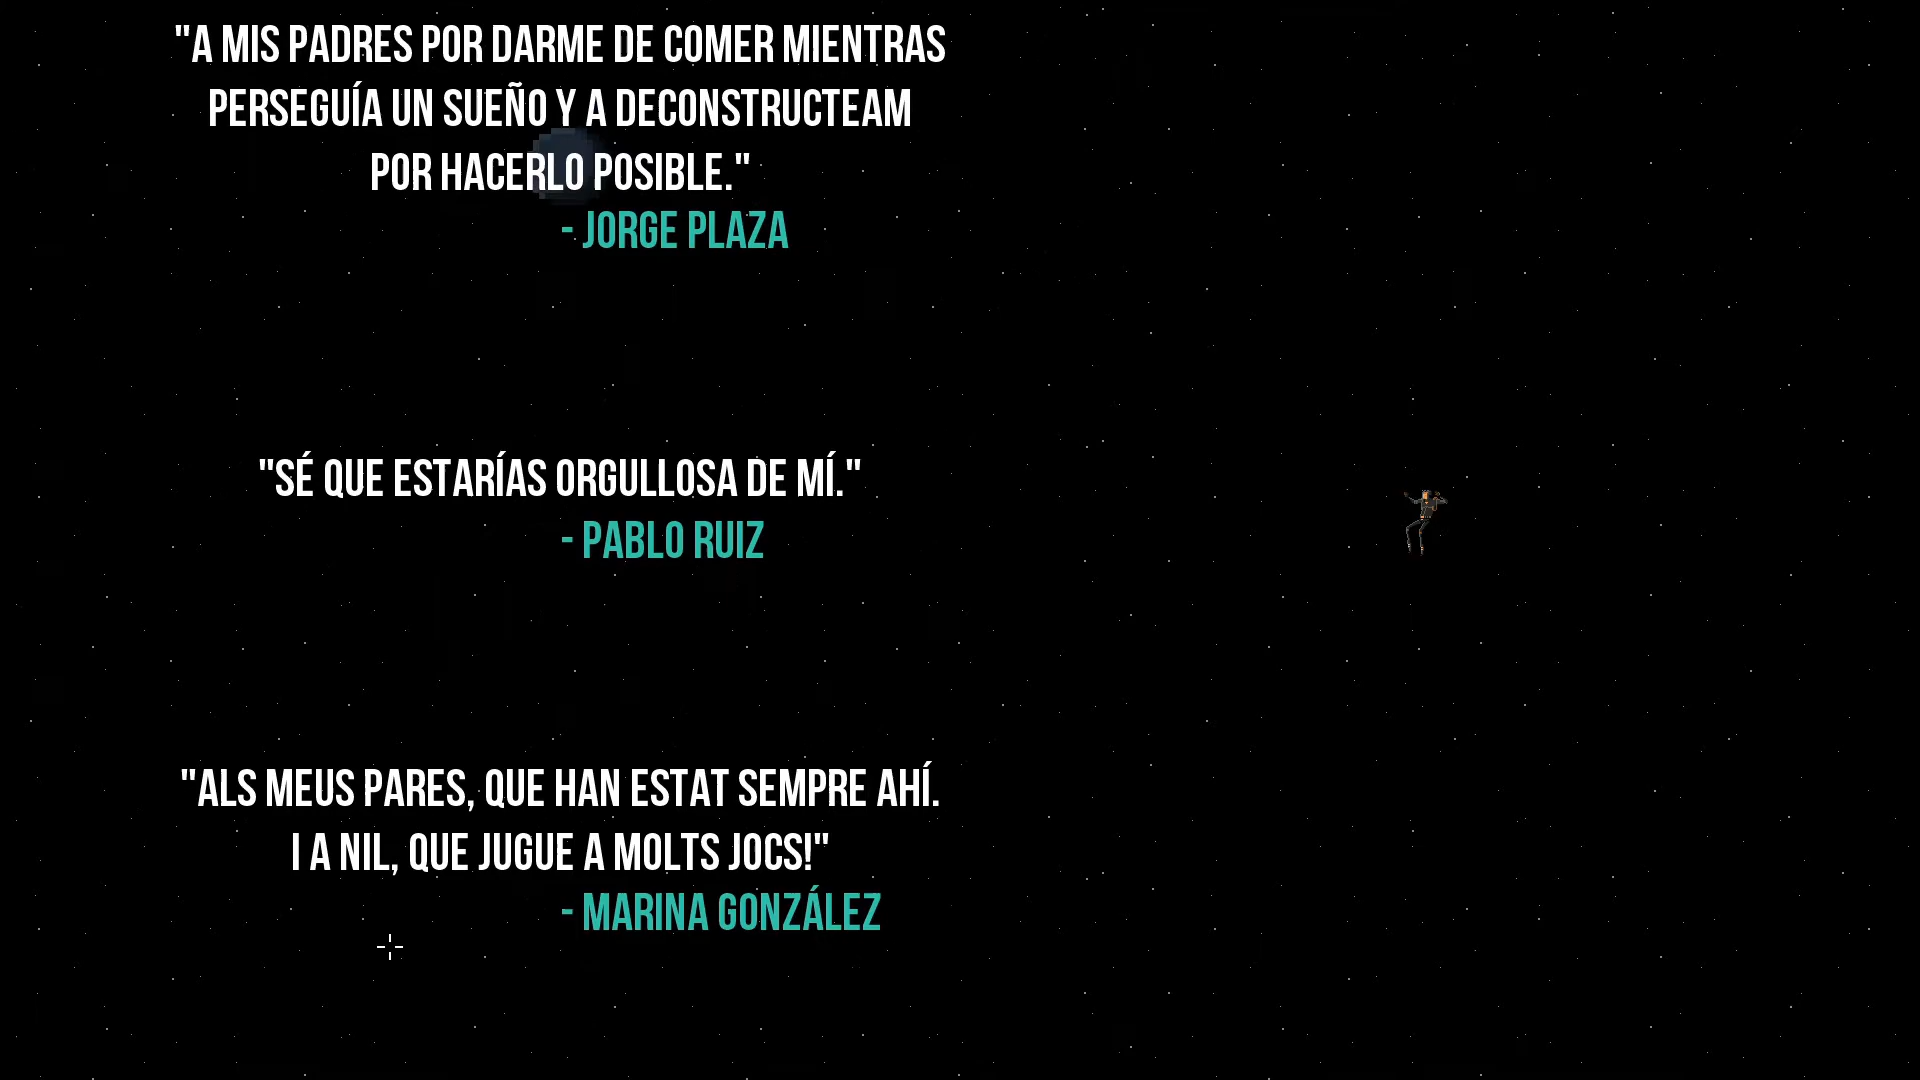 "A MIS PADRES POR DARME DE COMER MIENTRAS
PERSEGUÍA UN SUEÑO Y A DECONSTRUCTEAM
POR HACERLO POSIBLE."
- JORGE PLAZA
"SÉ QUE ESTARÍAS ORGULLOSA DE MÍ."
- PABLO RUIZ
"ALS MEUS PARES, QUE HAN ESTAT SEMPRE AHÍ.
I A NIL, QUE JUGUE A MOLTS JOCS!"
- MARINA GONZÁLEZ